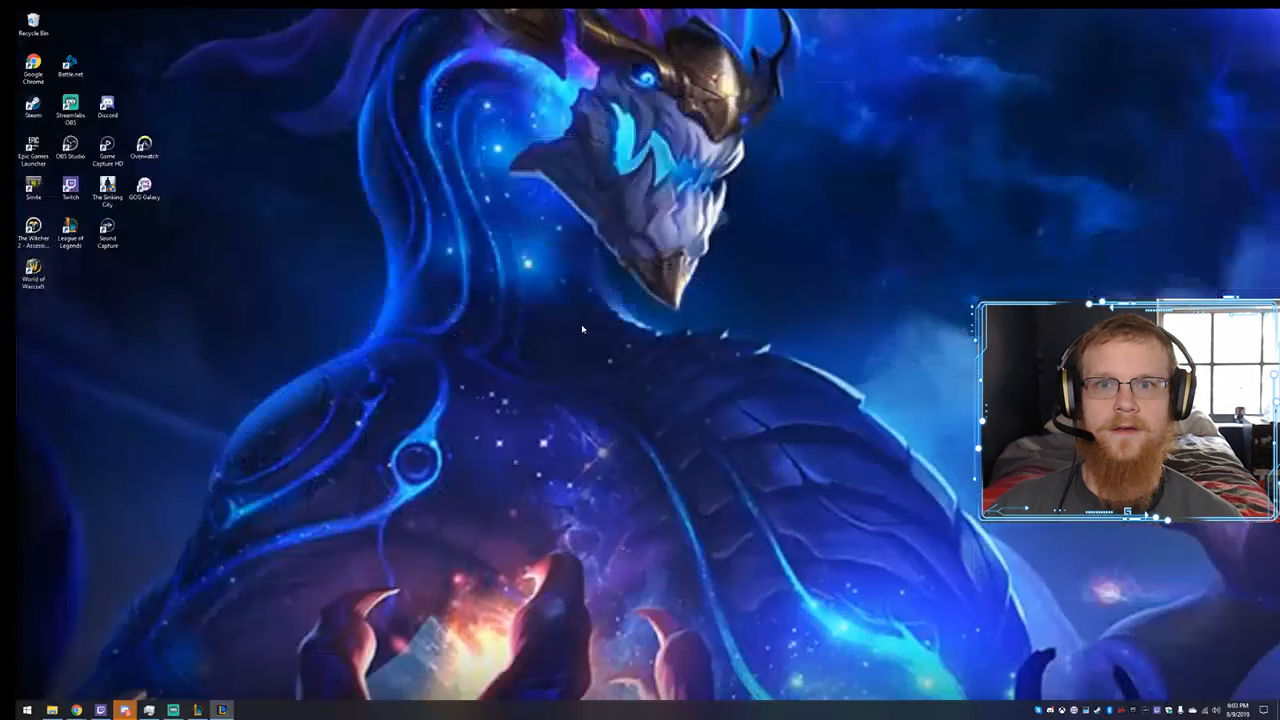 Recycle Bin
Google
Chrome
Battle.net
Steam
Streamlabs
OBS
Discord
Epic Games
Launcher
OBS Studio
Game
Capture HD
Overwatch
Smite
Twitch
The Sinking
City
GOG Galaxy
The Witcher
2 - Assassi...
League of
Legends
Sound
Capture
World of
Warcraft
6:03 PM
8/9/2019